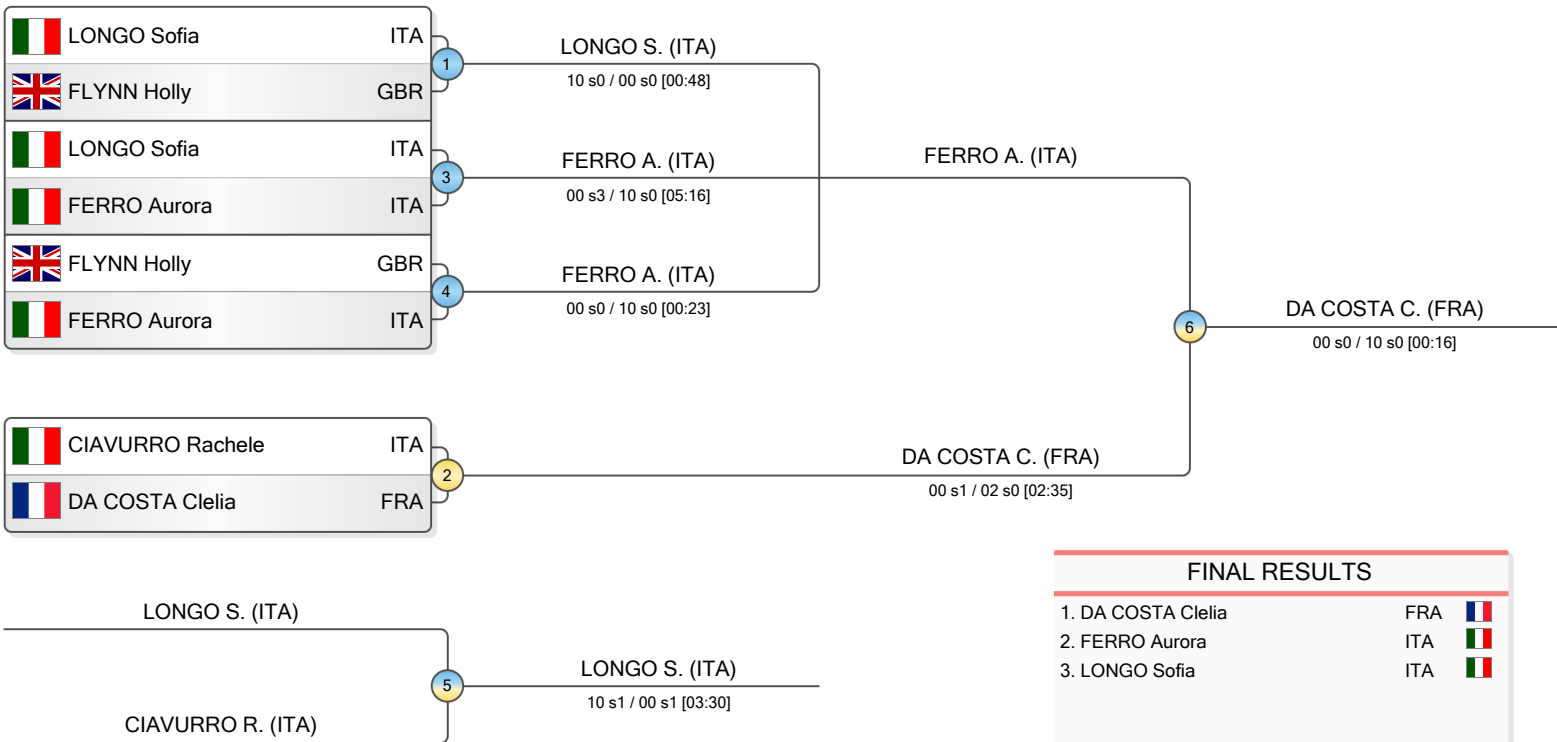 LONGO Sofia ITA
FLYNN Holly GBR
1
LONGO S. (ITA)
10 s0 / 00 s0 [00:48]
LONGO Sofia ITA
FERRO Aurora ITA
3
FERRO A. (ITA)
00 s3 / 10 s0 [05:16]
FERRO A. (ITA)
FLYNN Holly GBR
FERRO Aurora ITA
4
FERRO A. (ITA)
00 s0 / 10 s0 [00:23]
6
DA COSTA C. (FRA)
00 s0 / 10 s0 [00:16]
CIAVURRO Rachele ITA
DA COSTA Clelia FRA
2
DA COSTA C. (FRA)
00 s1 / 02 s0 [02:35]
LONGO S. (ITA)
CIAVURRO R. (ITA)
5
LONGO S. (ITA)
10 s1 / 00 s1 [03:30]
FINAL RESULTS
1. DA COSTA Clelia FRA
2. FERRO Aurora ITA
3. LONGO Sofia ITA